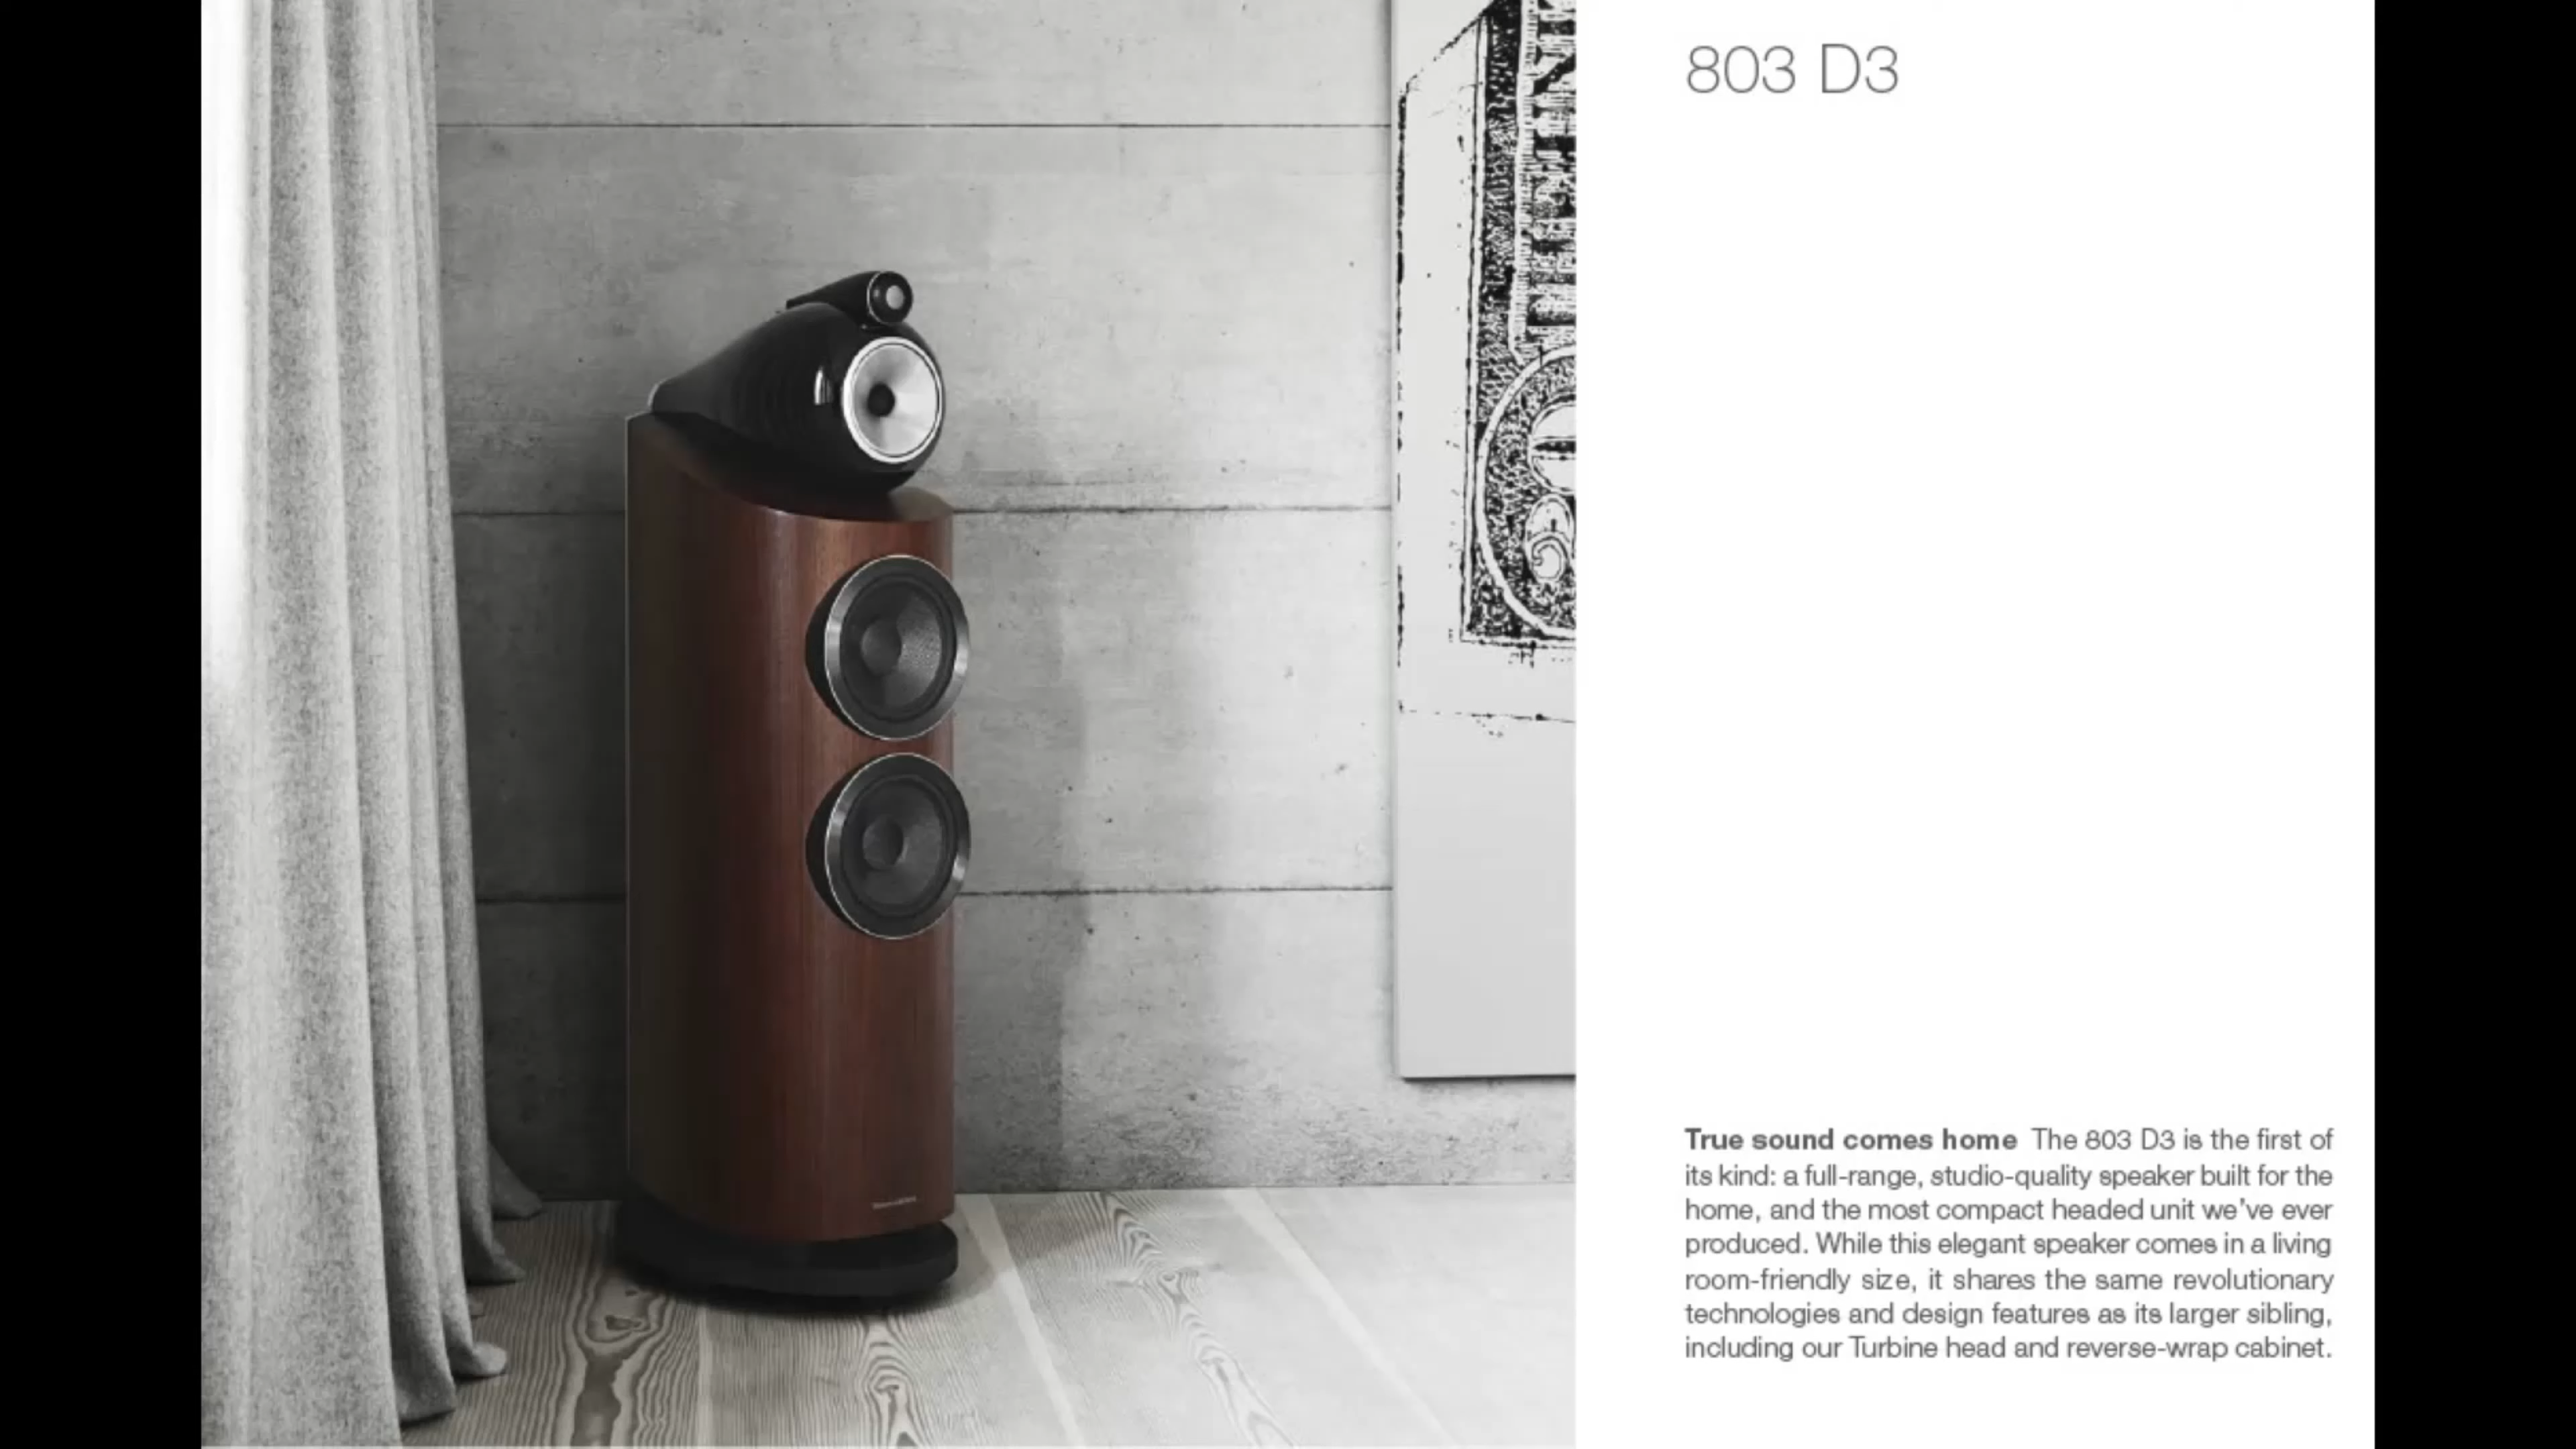 803 D3
True sound comes home The 803 D3 is the first of
its kind: a full-range, studio-quality speaker built for the
home, and the most compact headed unit we've ever
produced. While this elegant speaker comes in a living
room-friendly size, it shares the same revolutionary
technologies and design features as its larger sibling,
including our Turbine head and reverse-wrap cabinet.